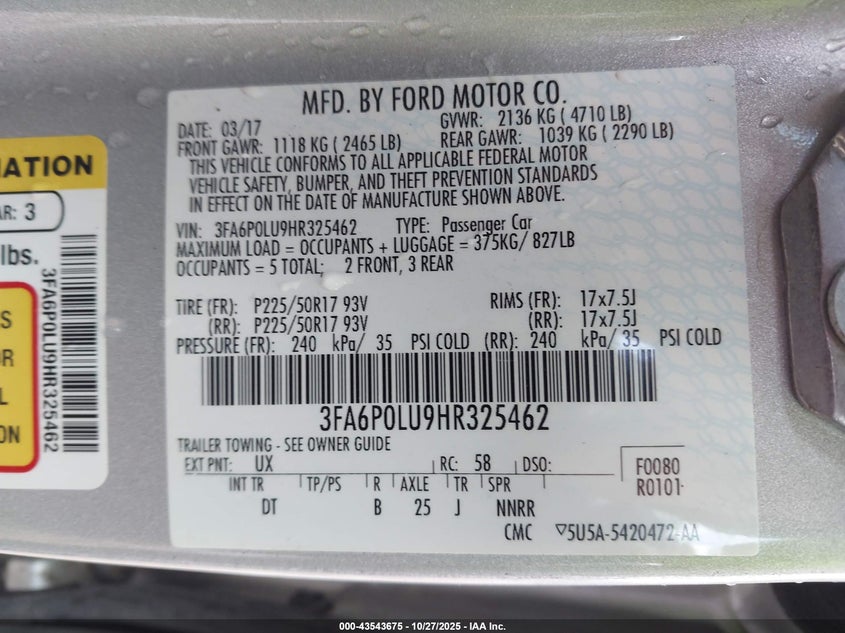 MFD. BY FORD MOTOR CO.
DATE: 03/17
GVWR: 2136 KG ( 4710 LB)
FRONT GAWR: 1118 KG ( 2465 LB)
REAR GAWR: 1039 KG ( 2290 LB)
THIS VEHICLE CONFORMS TO ALL APPLICABLE FEDERAL MOTOR
VEHICLE SAFETY, BUMPER, AND THEFT PREVENTION STANDARDS
IN EFFECT ON THE DATE OF MANUFACTURE SHOWN ABOVE.
VIN: 3FA6P0LU9HR325462 TYPE: Passenger Car
MAXIMUM LOAD = OCCUPANTS + LUGGAGE = 375KG/ 827LB
OCCUPANTS = 5 TOTAL; 2 FRONT, 3 REAR
TIRE (FR): P225/50R17 93V RIMS (FR): 17x7.5J
(RR): P225/50R17 93V (RR): 17x7.5J
PRESSURE (FR): 240 kPa/ 35 PSI COLD (RR): 240 kPa/ 35 PSI COLD
3FA6P0LU9HR325462
TRAILER TOWING - SEE OWNER GUIDE
EXT PNT: UX RC: 58 DSO: F0080
R0101
INT TR TP/PS R AXLE TR SPR
DT B 25 J NNRR
CMC ▽5U5A-5420472-AA
MATION
AR: 3
lbs.
S
OR
L
ON
3FA6P0LU9HR325462
000-43543675 | 10/27/2025 - IAA Inc.